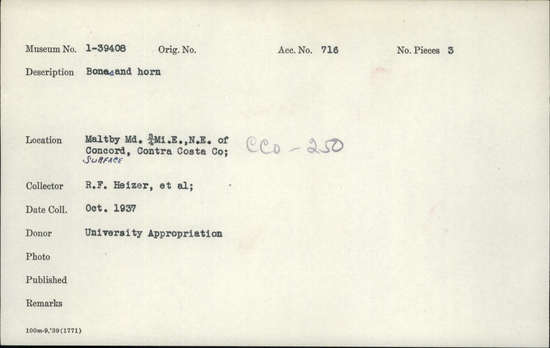 Museum No. 1-39408 Orig. No. Acc. No. 716 No. Pieces 3
Description Bone and horn
Location Maltby Md. Mi.E.,N.E. of
Concord, Contra Costa Co; CCo-250
SURFACE
Collector R.F. Heizer, et al;
Date Coll. Oct. 1937
Donor University Appropriation
Photo
Published
Remarks
100m-9,'39(1771)